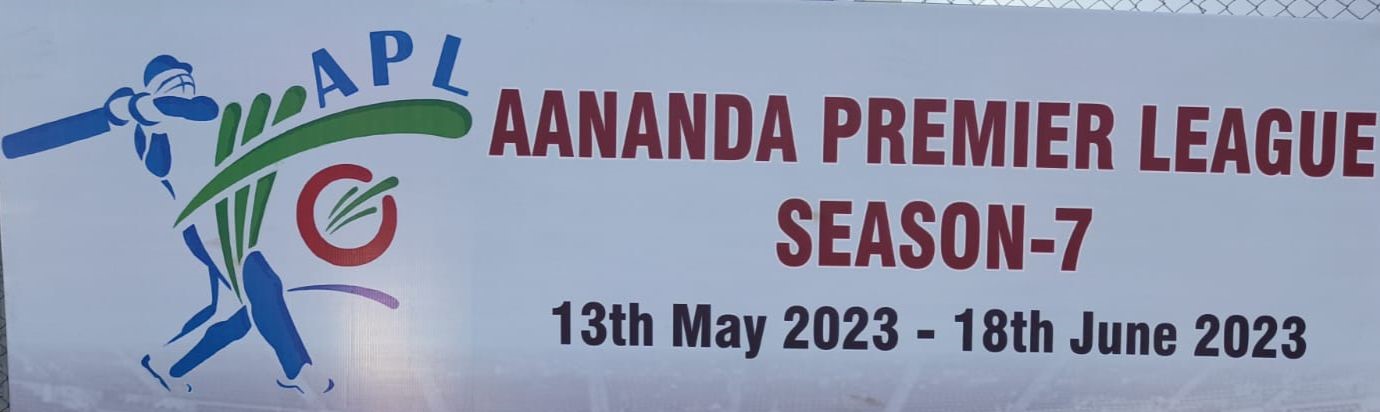 APL
AANANDA PREMIER LEAGUE
SEASON-7
13th May 2023 - 18th June 2023